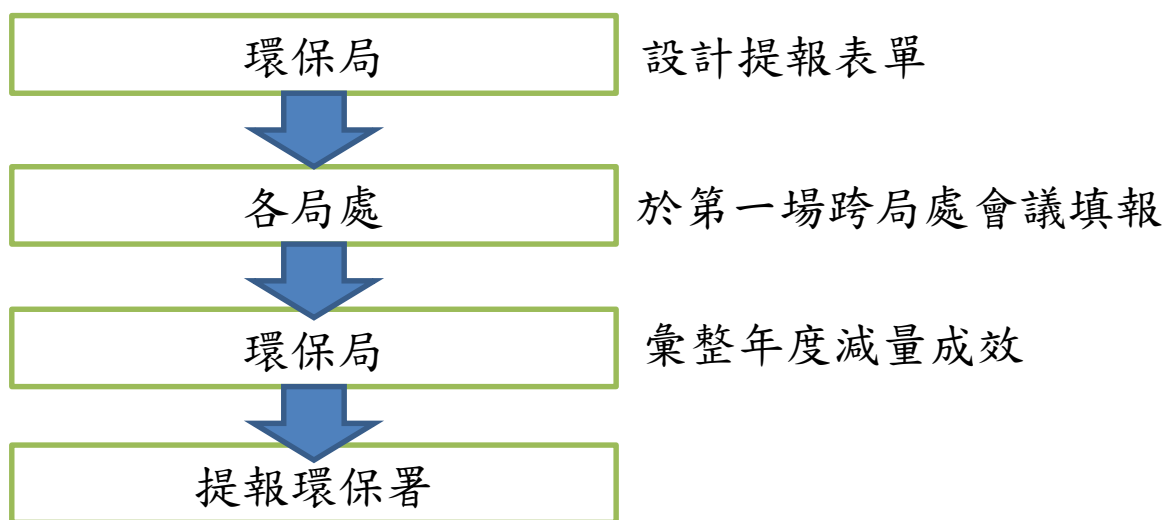 環保局
設計提報表單
各局處
於第一場跨局處會議填報
環保局
彙整年度減量成效
提報環保署